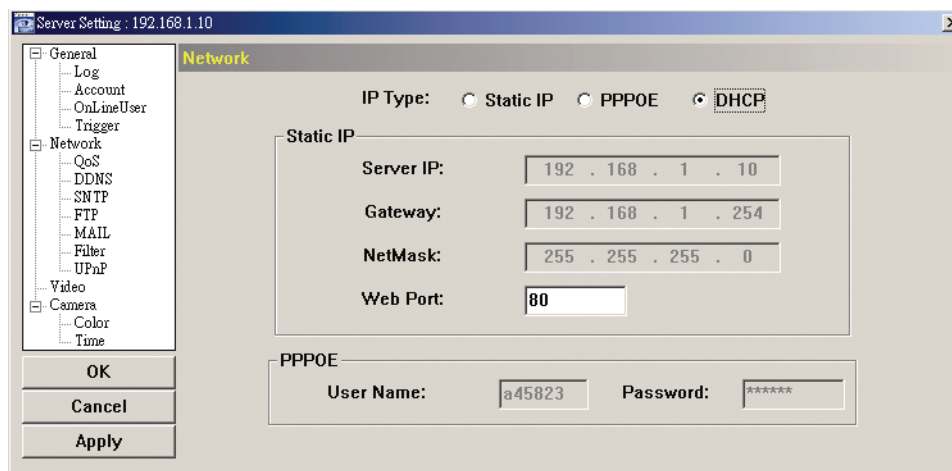 Server Setting : 192.168.1.10
General
Log
Account
OnLineUser
Trigger
Network
QoS
DDNS
SNTP
FTP
MAIL
Filter
UPnP
Video
Camera
Color
Time
OK
Cancel
Apply
Network
IP Type: Static IP PPPOE DHCP
Static IP
Server IP: 192 . 168 . 1 . 10
Gateway: 192 . 168 . 1 . 254
NetMask: 255 . 255 . 255 . 0
Web Port: 80
PPPOE
User Name: a45823 Password: ******